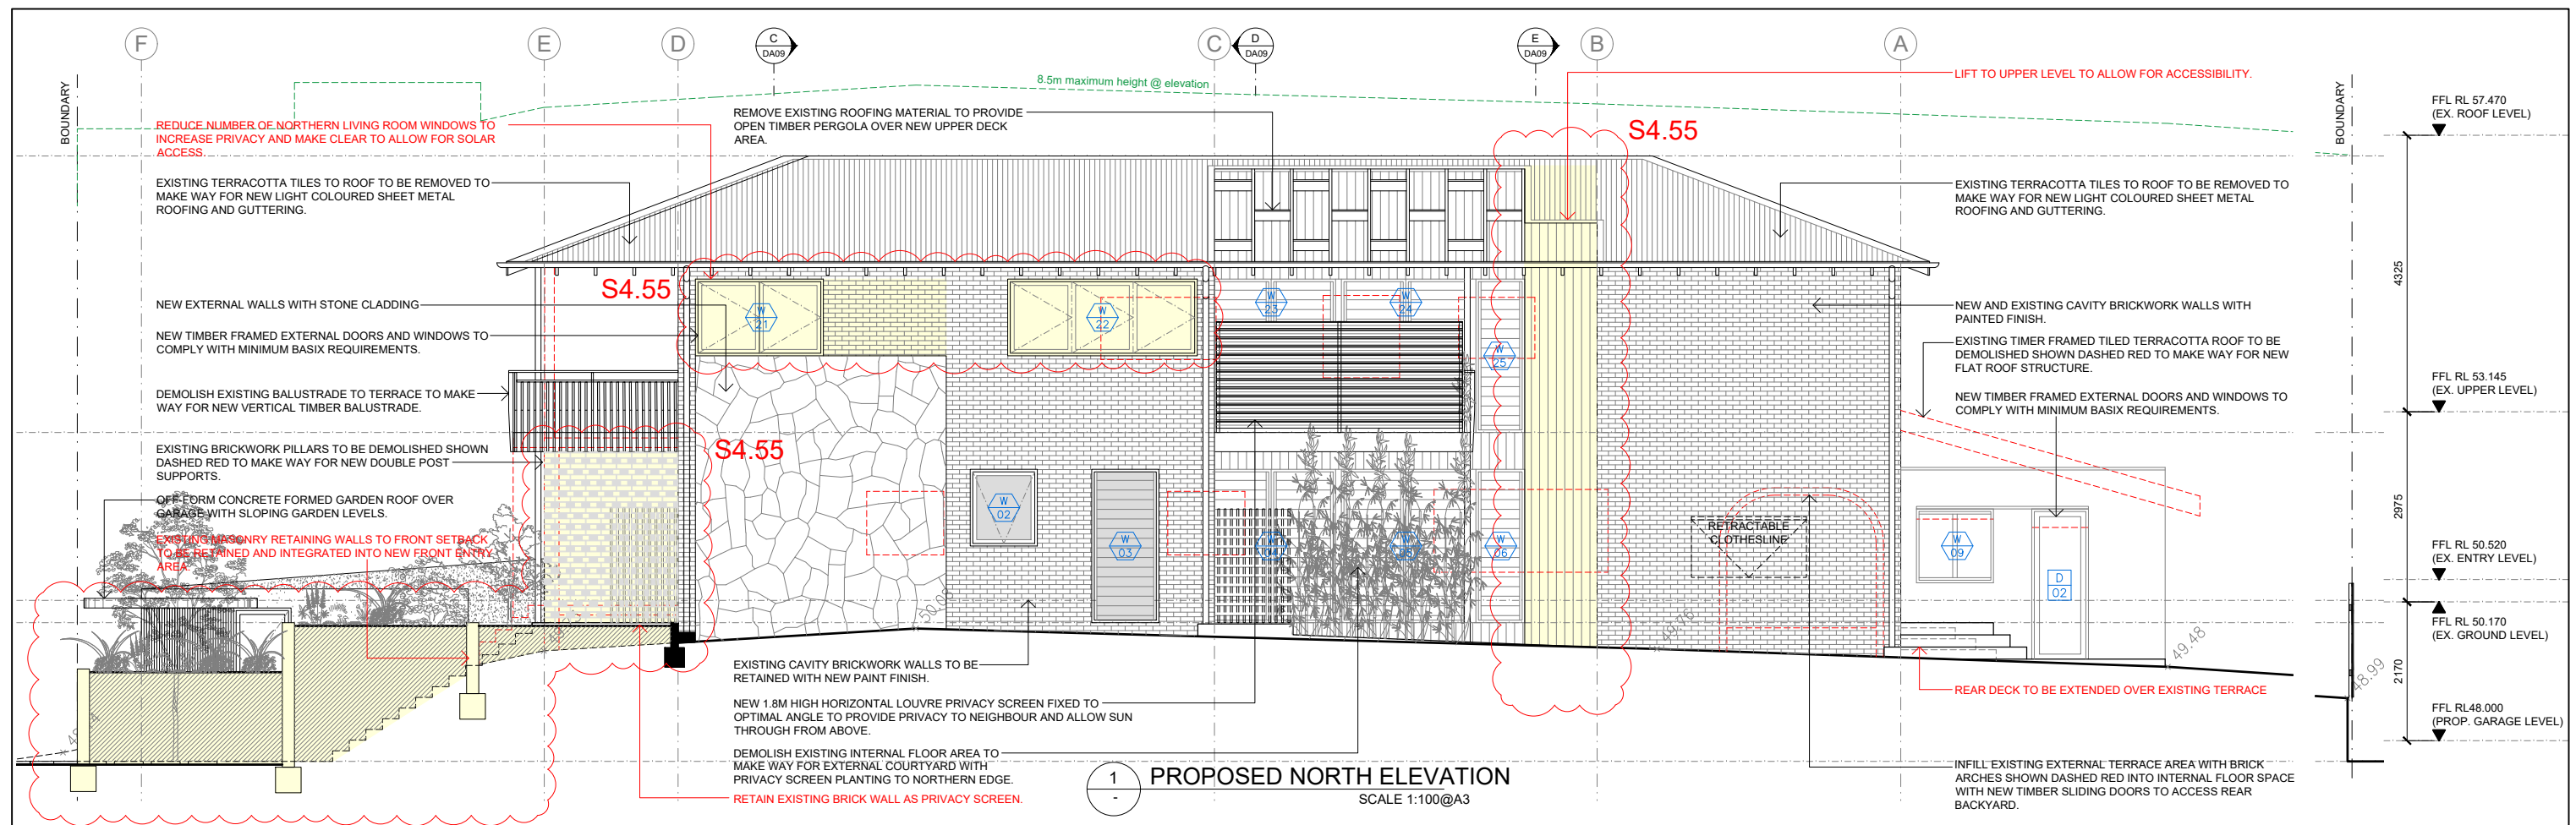 F
E
D
C
DA09
C
D
DA09
E
DA09
B
A
BOUNDARY
8.5m maximum height @ elevation
BOUNDARY
REDUCE NUMBER OF NORTHERN LIVING ROOM WINDOWS TO
INCREASE PRIVACY AND MAKE CLEAR TO ALLOW FOR SOLAR
ACCESS.
EXISTING TERRACOTTA TILES TO ROOF TO BE REMOVED TO
MAKE WAY FOR NEW LIGHT COLOURED SHEET METAL
ROOFING AND GUTTERING.
NEW EXTERNAL WALLS WITH STONE CLADDING
NEW TIMBER FRAMED EXTERNAL DOORS AND WINDOWS TO
COMPLY WITH MINIMUM BASIX REQUIREMENTS.
DEMOLISH EXISTING BALUSTRADE TO TERRACE TO MAKE
WAY FOR NEW VERTICAL TIMBER BALUSTRADE.
EXISTING BRICKWORK PILLARS TO BE DEMOLISHED SHOWN
DASHED RED TO MAKE WAY FOR NEW DOUBLE POST
SUPPORTS.
OFF-FORM CONCRETE FORMED GARDEN ROOF OVER
GARAGE WITH SLOPING GARDEN LEVELS.
EXISTING MASONRY RETAINING WALLS TO FRONT SETBACK
TO BE RETAINED AND INTEGRATED INTO NEW FRONT ENTRY
AREA.
REMOVE EXISTING ROOFING MATERIAL TO PROVIDE
OPEN TIMBER PERGOLA OVER NEW UPPER DECK
AREA.
S4.55
S4.55
S4.55
W
21
W
22
W
23
W
24
W
25
W
02
W
03
W
04
W
05
W
06
W
09
D
02
RETRACTABLE
CLOTHESLINE
49.76
49.48
48.99
LIFT TO UPPER LEVEL TO ALLOW FOR ACCESSIBILITY.
EXISTING TERRACOTTA TILES TO ROOF TO BE REMOVED TO
MAKE WAY FOR NEW LIGHT COLOURED SHEET METAL
ROOFING AND GUTTERING.
NEW AND EXISTING CAVITY BRICKWORK WALLS WITH
PAINTED FINISH.
EXISTING TIMER FRAMED TILED TERRACOTTA ROOF TO BE
DEMOLISHED SHOWN DASHED RED TO MAKE WAY FOR NEW
FLAT ROOF STRUCTURE.
NEW TIMBER FRAMED EXTERNAL DOORS AND WINDOWS TO
COMPLY WITH MINIMUM BASIX REQUIREMENTS.
REAR DECK TO BE EXTENDED OVER EXISTING TERRACE
INFILL EXISTING EXTERNAL TERRACE AREA WITH BRICK
ARCHES SHOWN DASHED RED INTO INTERNAL FLOOR SPACE
WITH NEW TIMBER SLIDING DOORS TO ACCESS REAR
BACKYARD.
FFL RL 57.470
(EX. ROOF LEVEL)
4325
FFL RL 53.145
(EX. UPPER LEVEL)
2975
FFL RL 50.520
(EX. ENTRY LEVEL)
FFL RL 50.170
(EX. GROUND LEVEL)
2170
FFL RL48.000
(PROP. GARAGE LEVEL)
EXISTING CAVITY BRICKWORK WALLS TO BE
RETAINED WITH NEW PAINT FINISH.
NEW 1.8M HIGH HORIZONTAL LOUVRE PRIVACY SCREEN FIXED TO
OPTIMAL ANGLE TO PROVIDE PRIVACY TO NEIGHBOUR AND ALLOW SUN
THROUGH FROM ABOVE.
DEMOLISH EXISTING INTERNAL FLOOR AREA TO
MAKE WAY FOR EXTERNAL COURTYARD WITH
PRIVACY SCREEN PLANTING TO NORTHERN EDGE.
RETAIN EXISTING BRICK WALL AS PRIVACY SCREEN.
1
-
PROPOSED NORTH ELEVATION
SCALE 1:100@A3